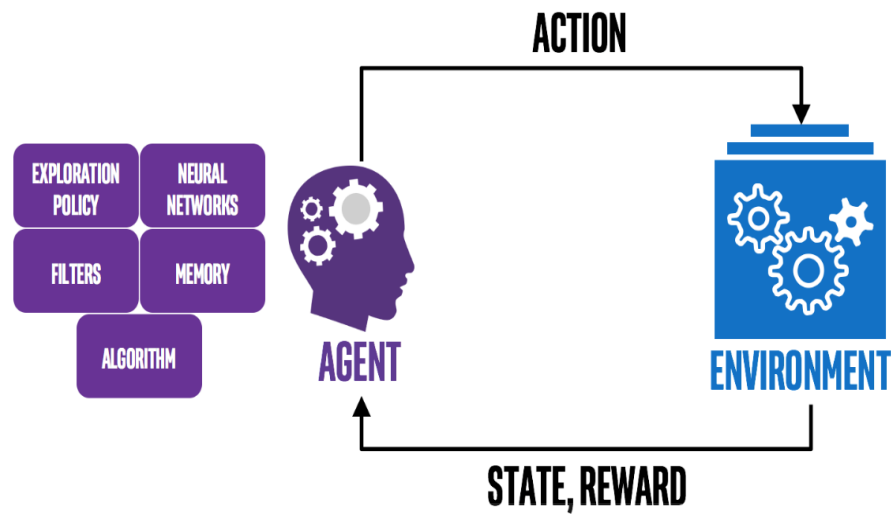 ACTION
EXPLORATION
POLICY
NEURAL
NETWORKS
FILTERS
MEMORY
ALGORITHM
AGENT
ENVIRONMENT
STATE, REWARD